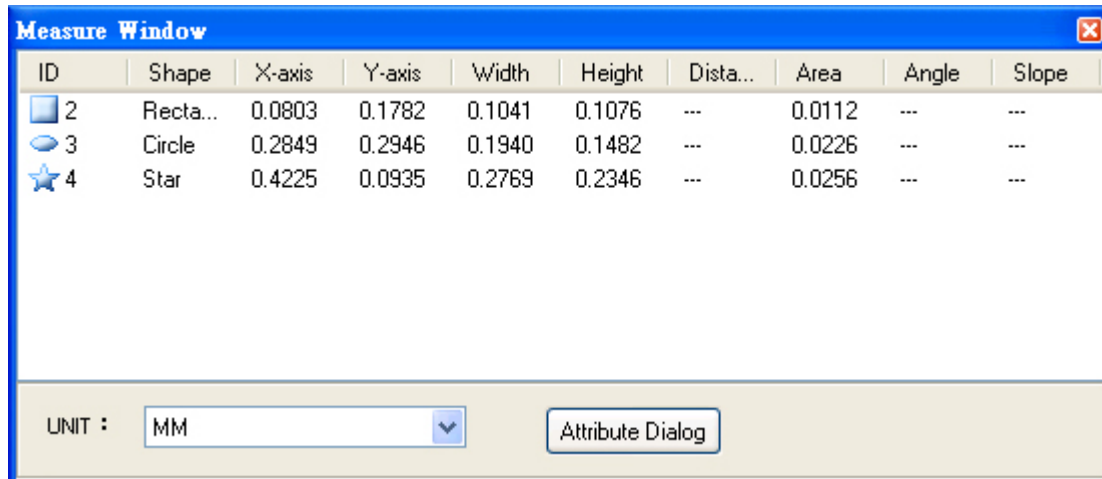 Measure Window
ID Shape X-axis Y-axis Width Height Dista... Area Angle Slope
2 Recta... 0.0803 0.1782 0.1041 0.1076 --- 0.0112 --- ---
3 Circle 0.2849 0.2946 0.1940 0.1482 --- 0.0226 --- ---
4 Star 0.4225 0.0935 0.2769 0.2346 --- 0.0256 --- ---
UNIT : MM Attribute Dialog